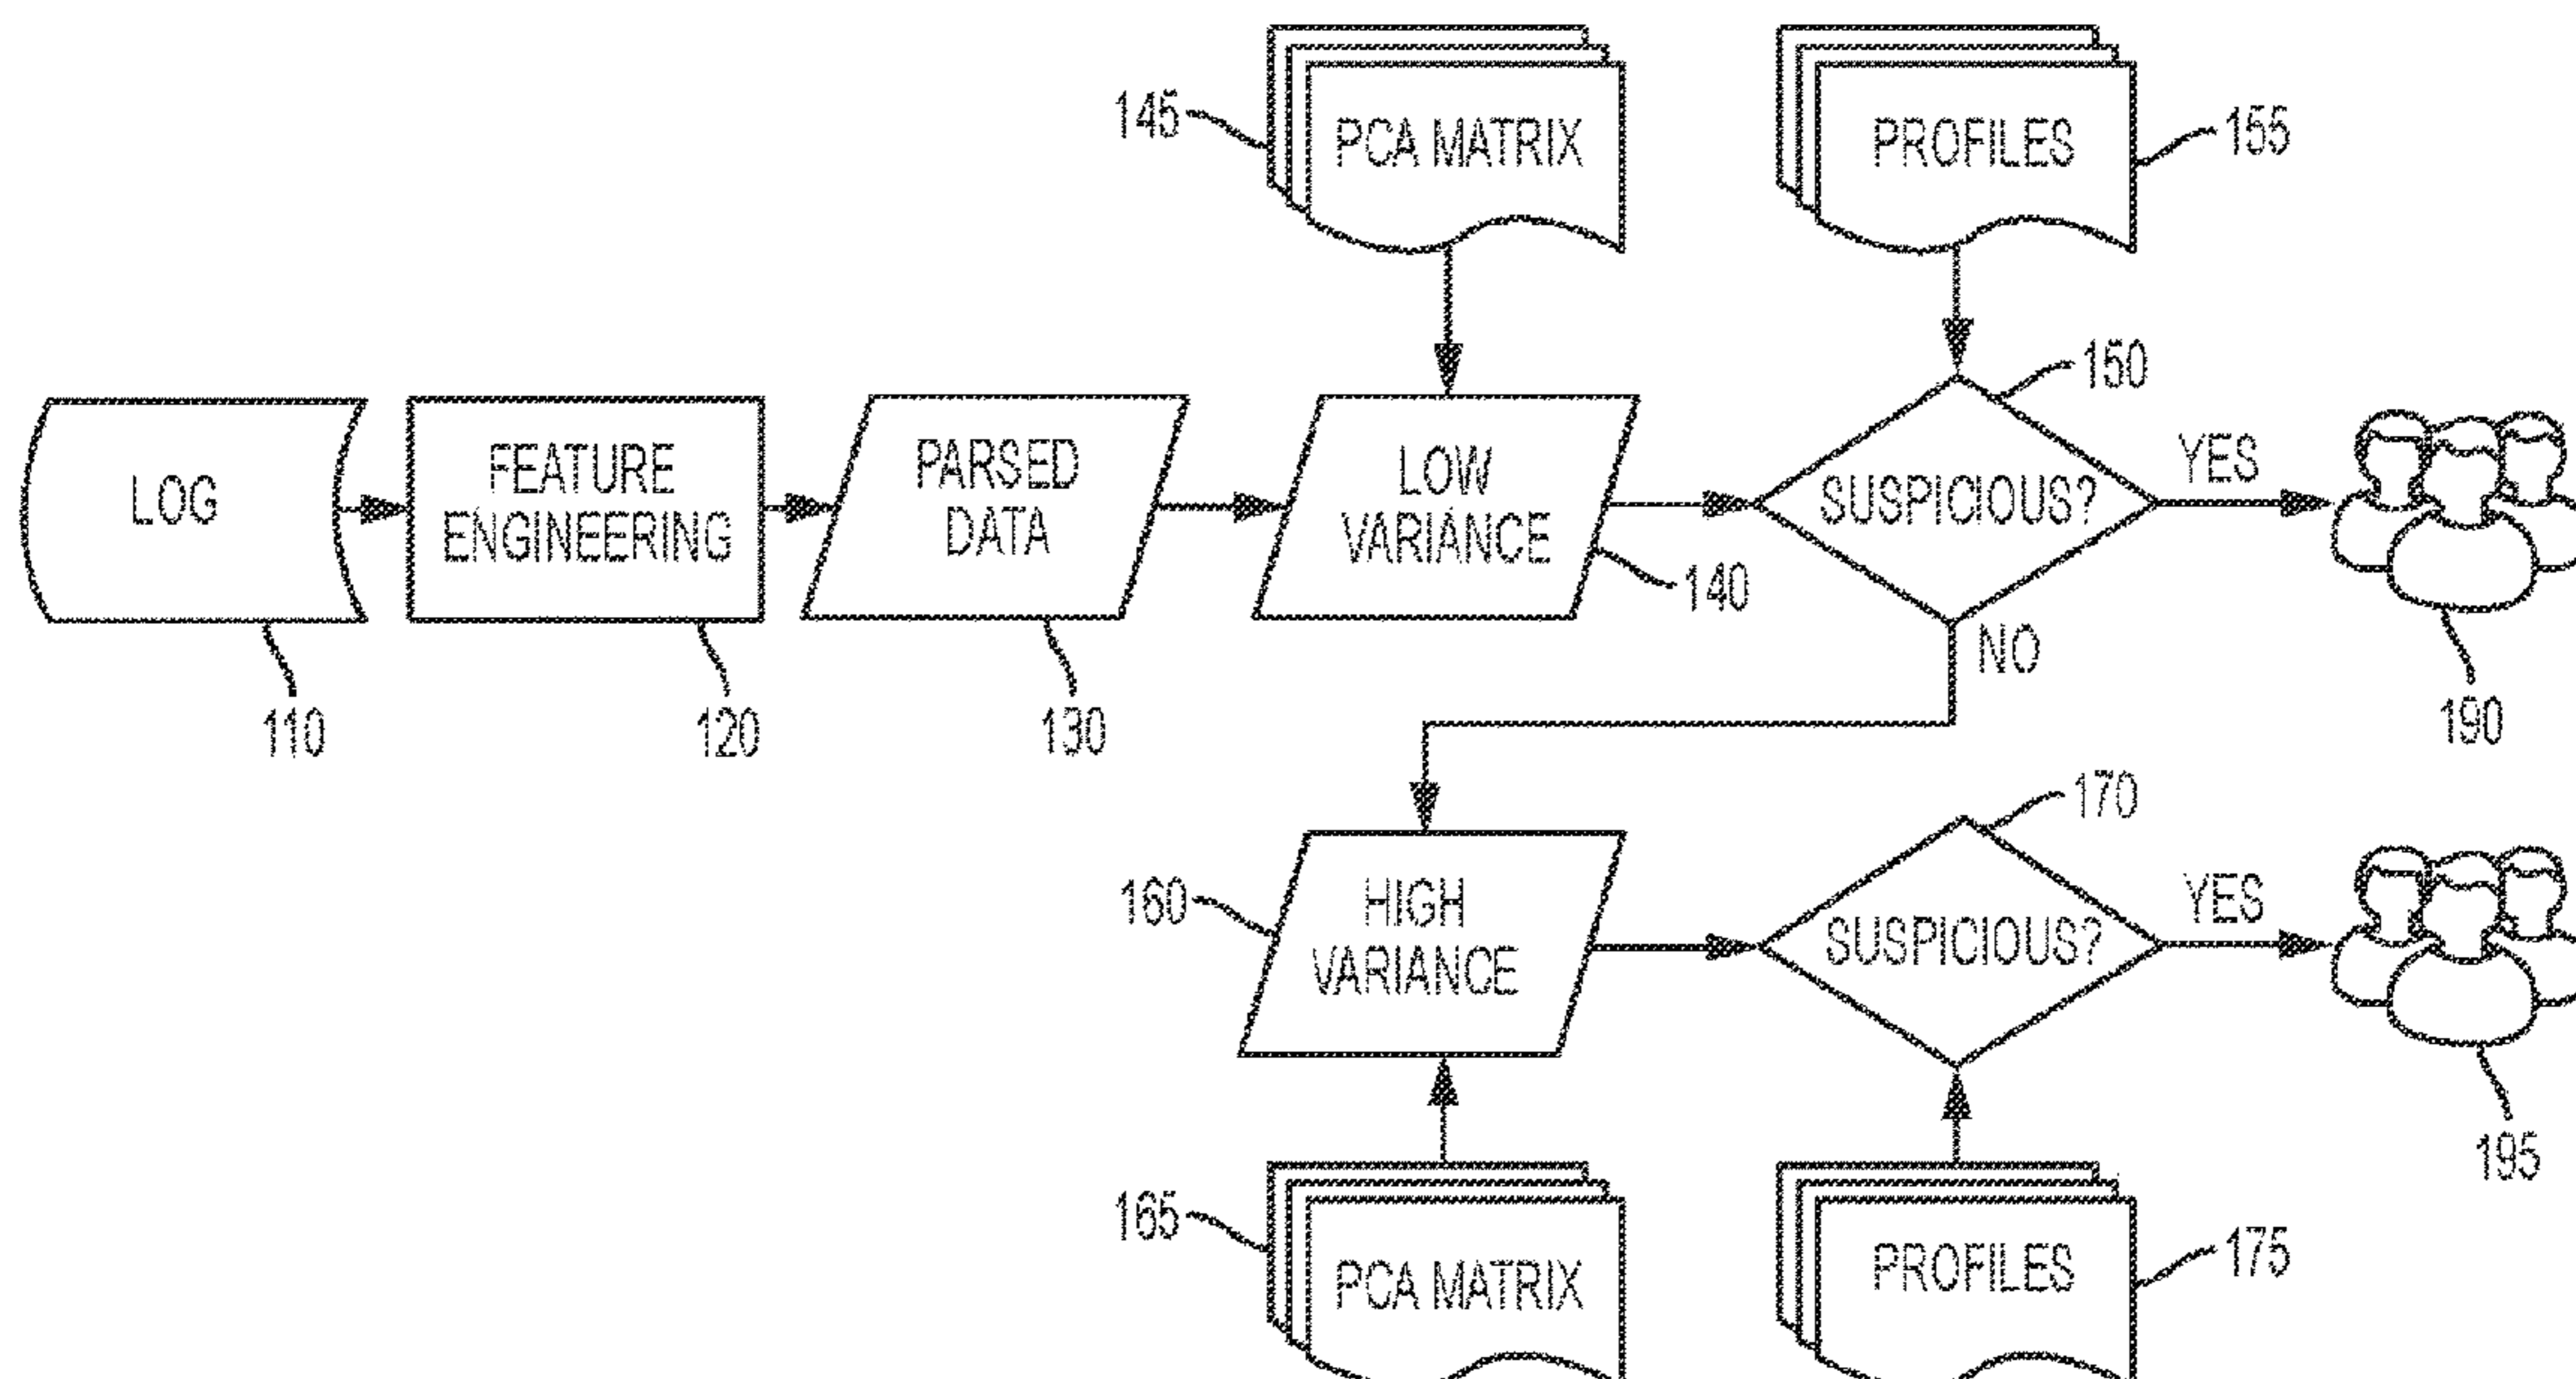 145
PCA MATRIX
PROFILES
155
LOG
110
FEATURE
ENGINEERING
120
PARSED
DATA
130
LOW
VARIANCE
140
150
SUSPICIOUS?
YES
190
NO
160
HIGH
VARIANCE
170
SUSPICIOUS?
YES
195
165
PCA MATRIX
PROFILES
175